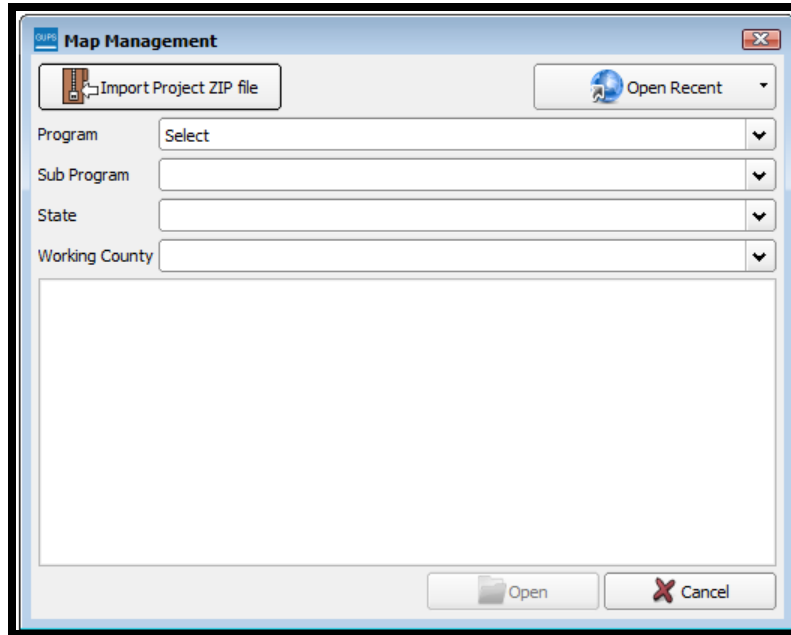 GUPS Map Management
Import Project ZIP file Open Recent
Program Select
Sub Program
State
Working County
Open Cancel